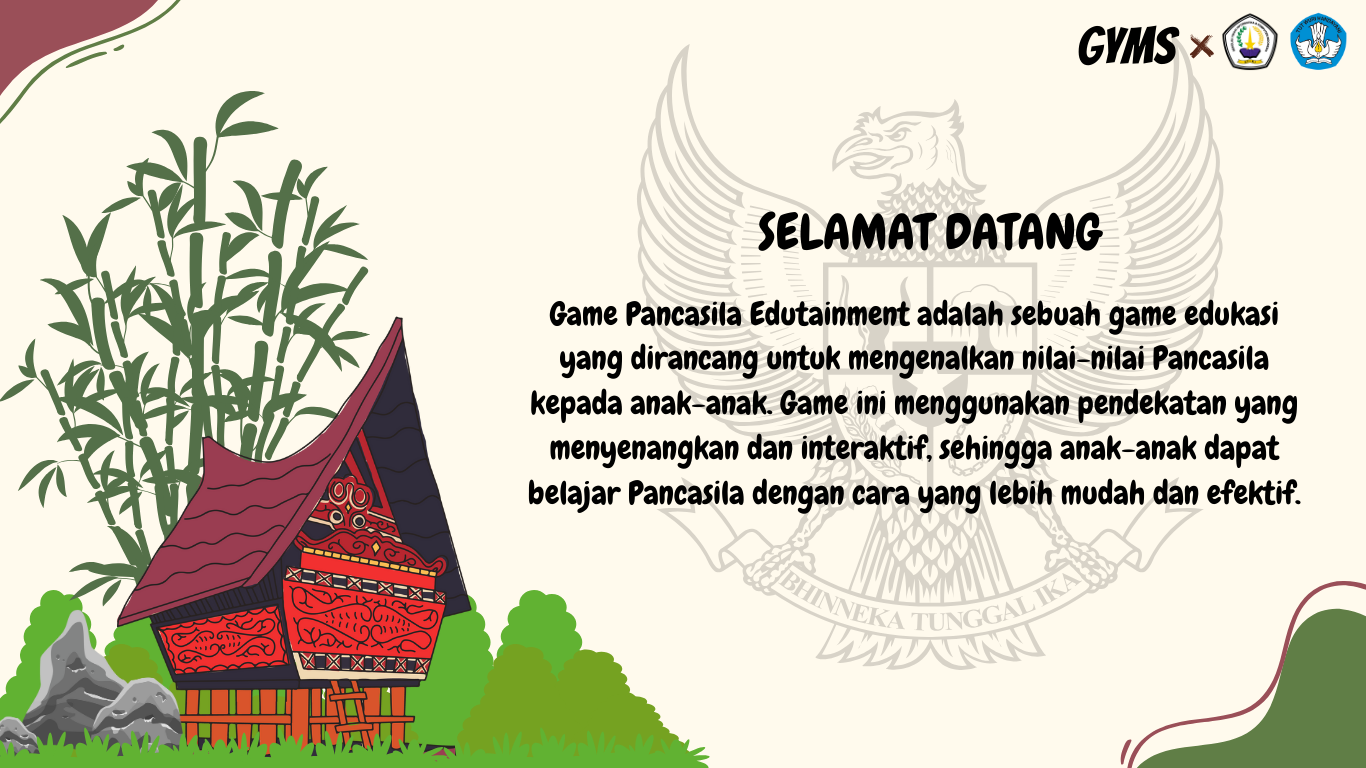 GYMS
SELAMAT DATANG
Game Pancasila Edutainment adalah sebuah game edukasi
yang dirancang untuk mengenalkan nilai-nilai Pancasila
kepada anak-anak. Game ini menggunakan pendekatan yang
menyenangkan dan interaktif, sehingga anak-anak dapat
belajar Pancasila dengan cara yang lebih mudah dan efektif.
BHINNEKA TUNGGAL IKA